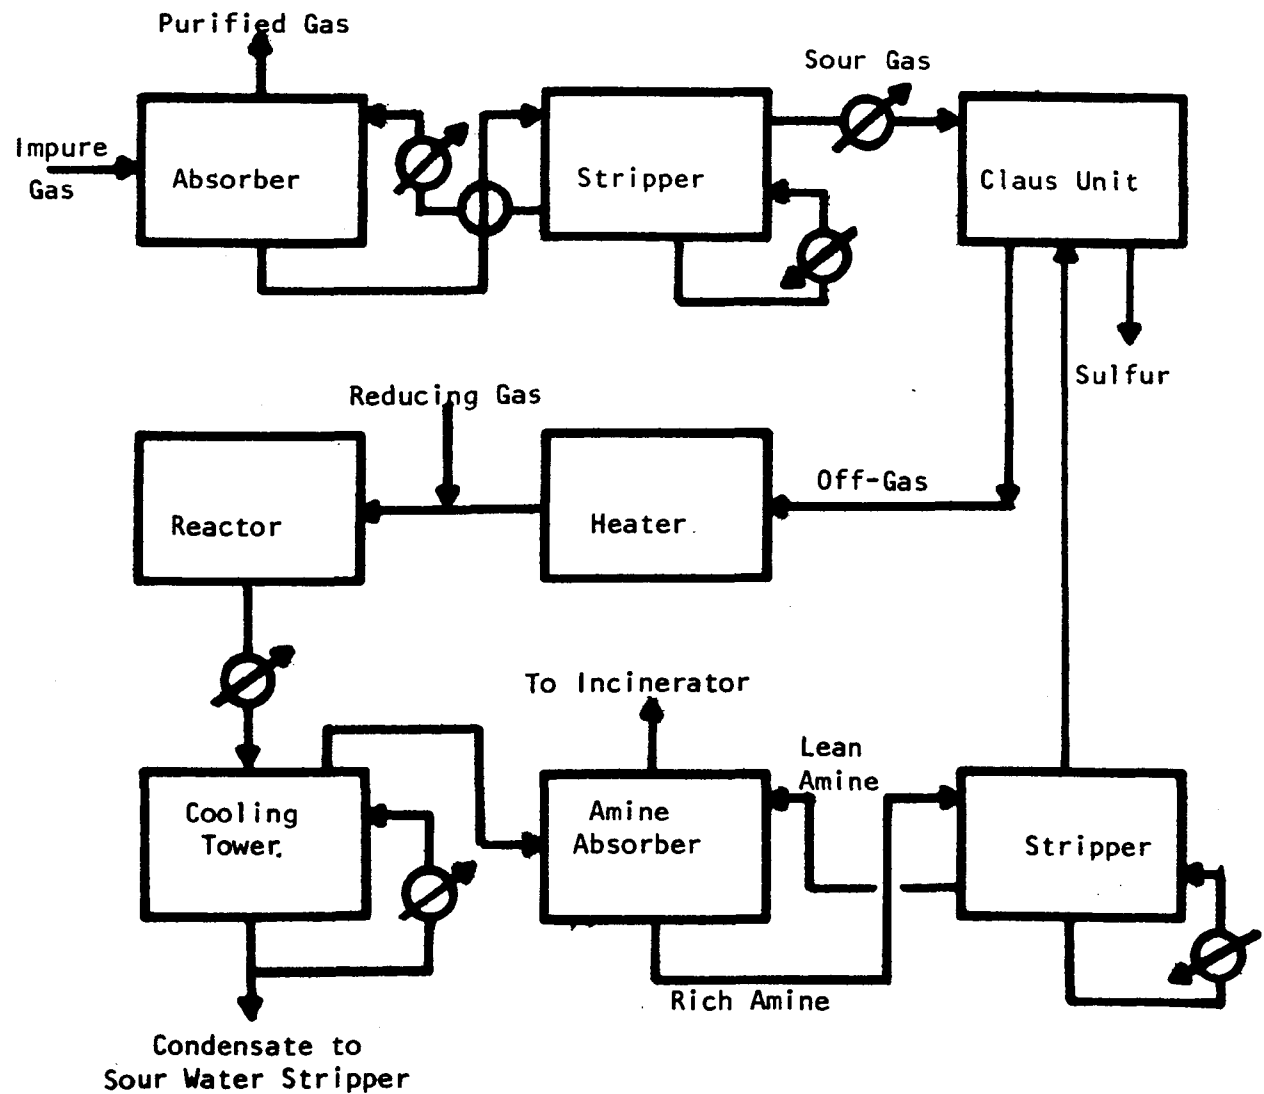 Purified Gas
Sour Gas
Impure
Gas
Absorber
Stripper
Claus Unit
Sulfur
Reducing Gas
Off-Gas
Reactor
Heater
To Incinerator
Lean
Amine
Cooling
Tower
Amine
Absorber
Stripper
Rich Amine
Condensate to
Sour Water Stripper